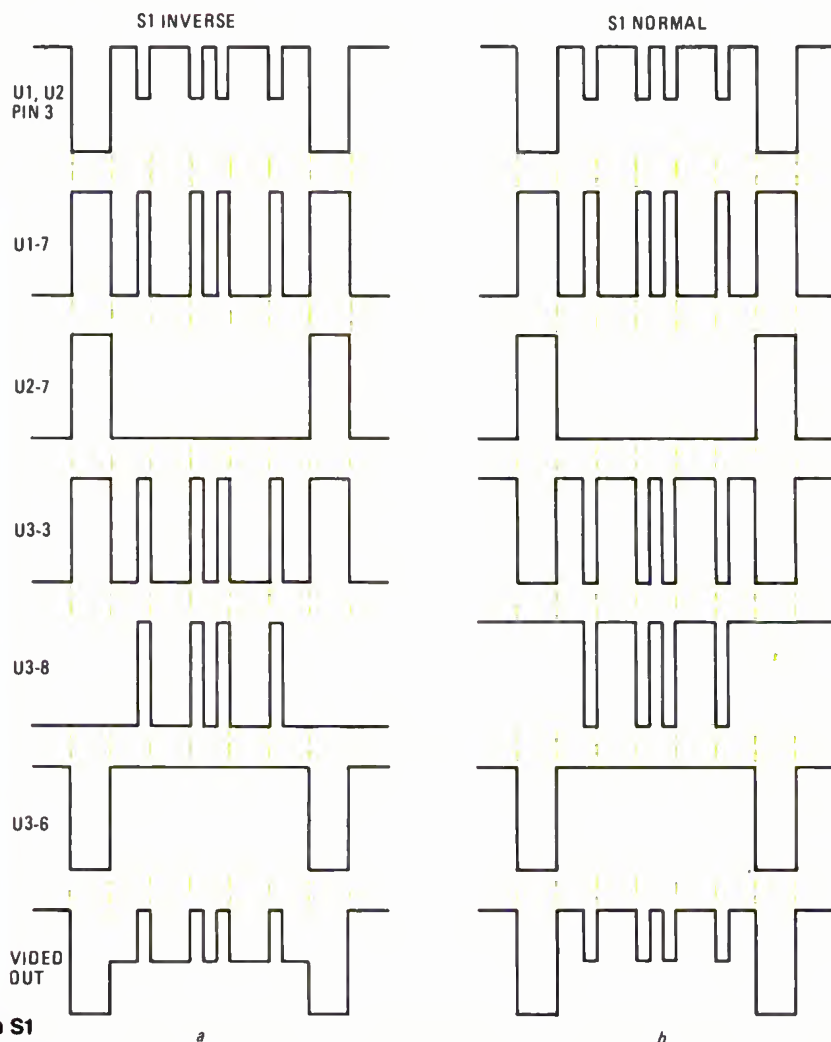 S1 INVERSE
S1 NORMAL
U1, U2
PIN 3
U1-7
U2-7
U3-3
U3-8
U3-6
VIDEO
OUT
S1
a
b